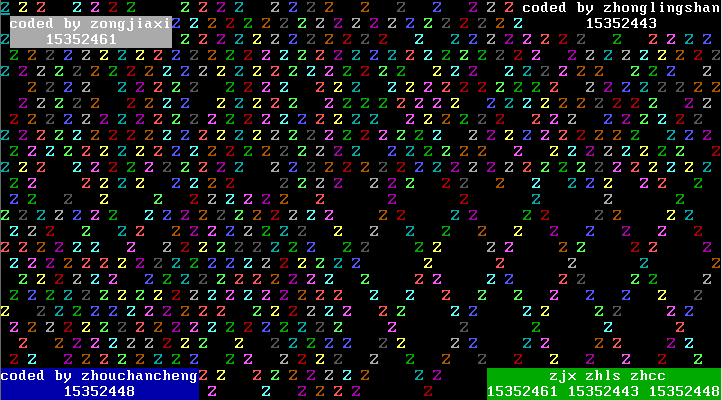 coded by zongjiaxi
15352461
coded by zhonglingshan
15352443
coded by zhouchancheng
15352448
zjx zhls zhcc
15352461 15352443 15352448